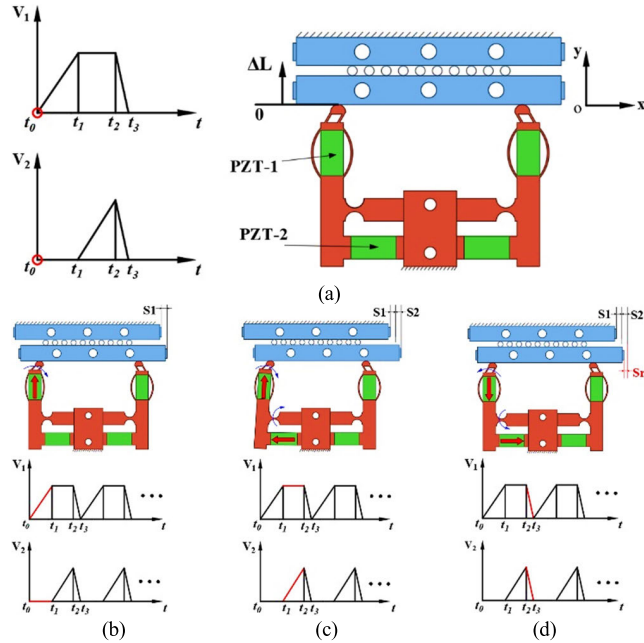 V1
t0 t1 t2 t3 t
V2
t0 t1 t2 t3 t
ΔL
0
y
o x
PZT-1
PZT-2
(a)
S1
V1
t0 t1 t2 t3 t
V2
t0 t1 t2 t3 t
(b)
S1 S2
V1
t0 t1 t2 t3 t
V2
t0 t1 t2 t3 t
(c)
S1 S2
Sr
V1
t0 t1 t2 t3 t
V2
t0 t1 t2 t3 t
(d)